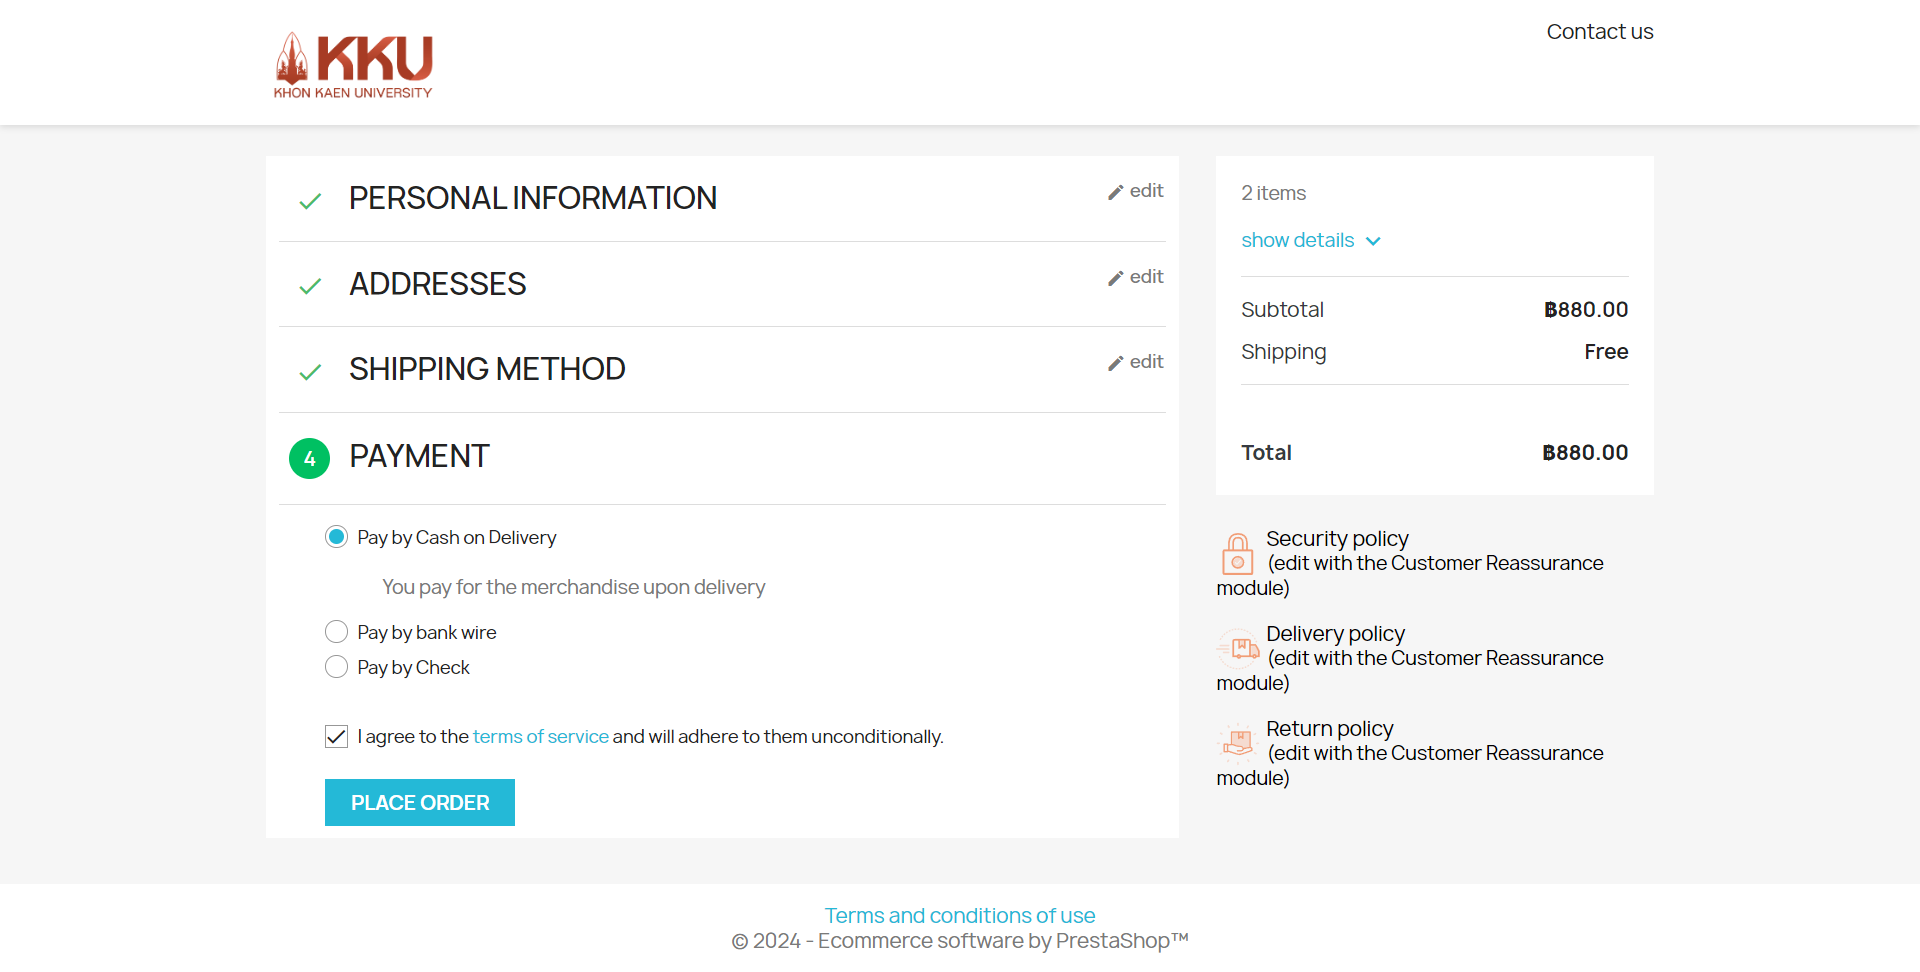 KKU
KHON KAEN UNIVERSITY
Contact us
PERSONAL INFORMATION
edit
ADDRESSES
edit
SHIPPING METHOD
edit
4
PAYMENT
Pay by Cash on Delivery
You pay for the merchandise upon delivery
Pay by bank wire
Pay by Check
I agree to the terms of service and will adhere to them unconditionally.
PLACE ORDER
2 items
show details
Subtotal ฿880.00
Shipping Free
Total ฿880.00
Security policy
(edit with the Customer Reassurance
module)
Delivery policy
(edit with the Customer Reassurance
module)
Return policy
(edit with the Customer Reassurance
module)
Terms and conditions of use
© 2024 - Ecommerce software by PrestaShop™